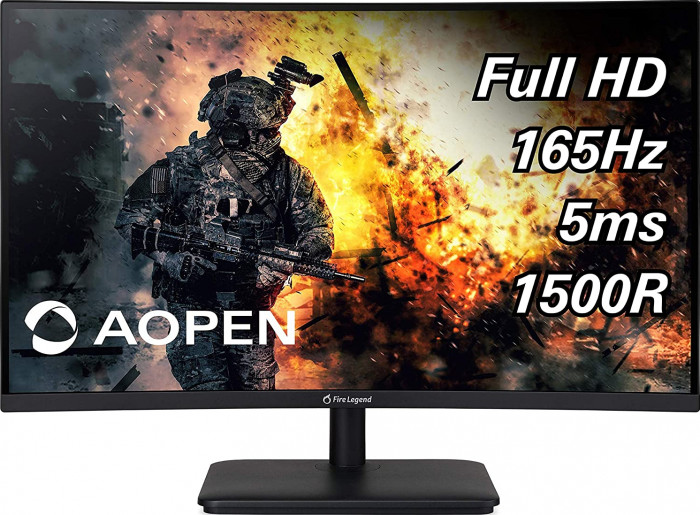 Full HD
165Hz
5ms
1500R
AOPEN
Fire Legend